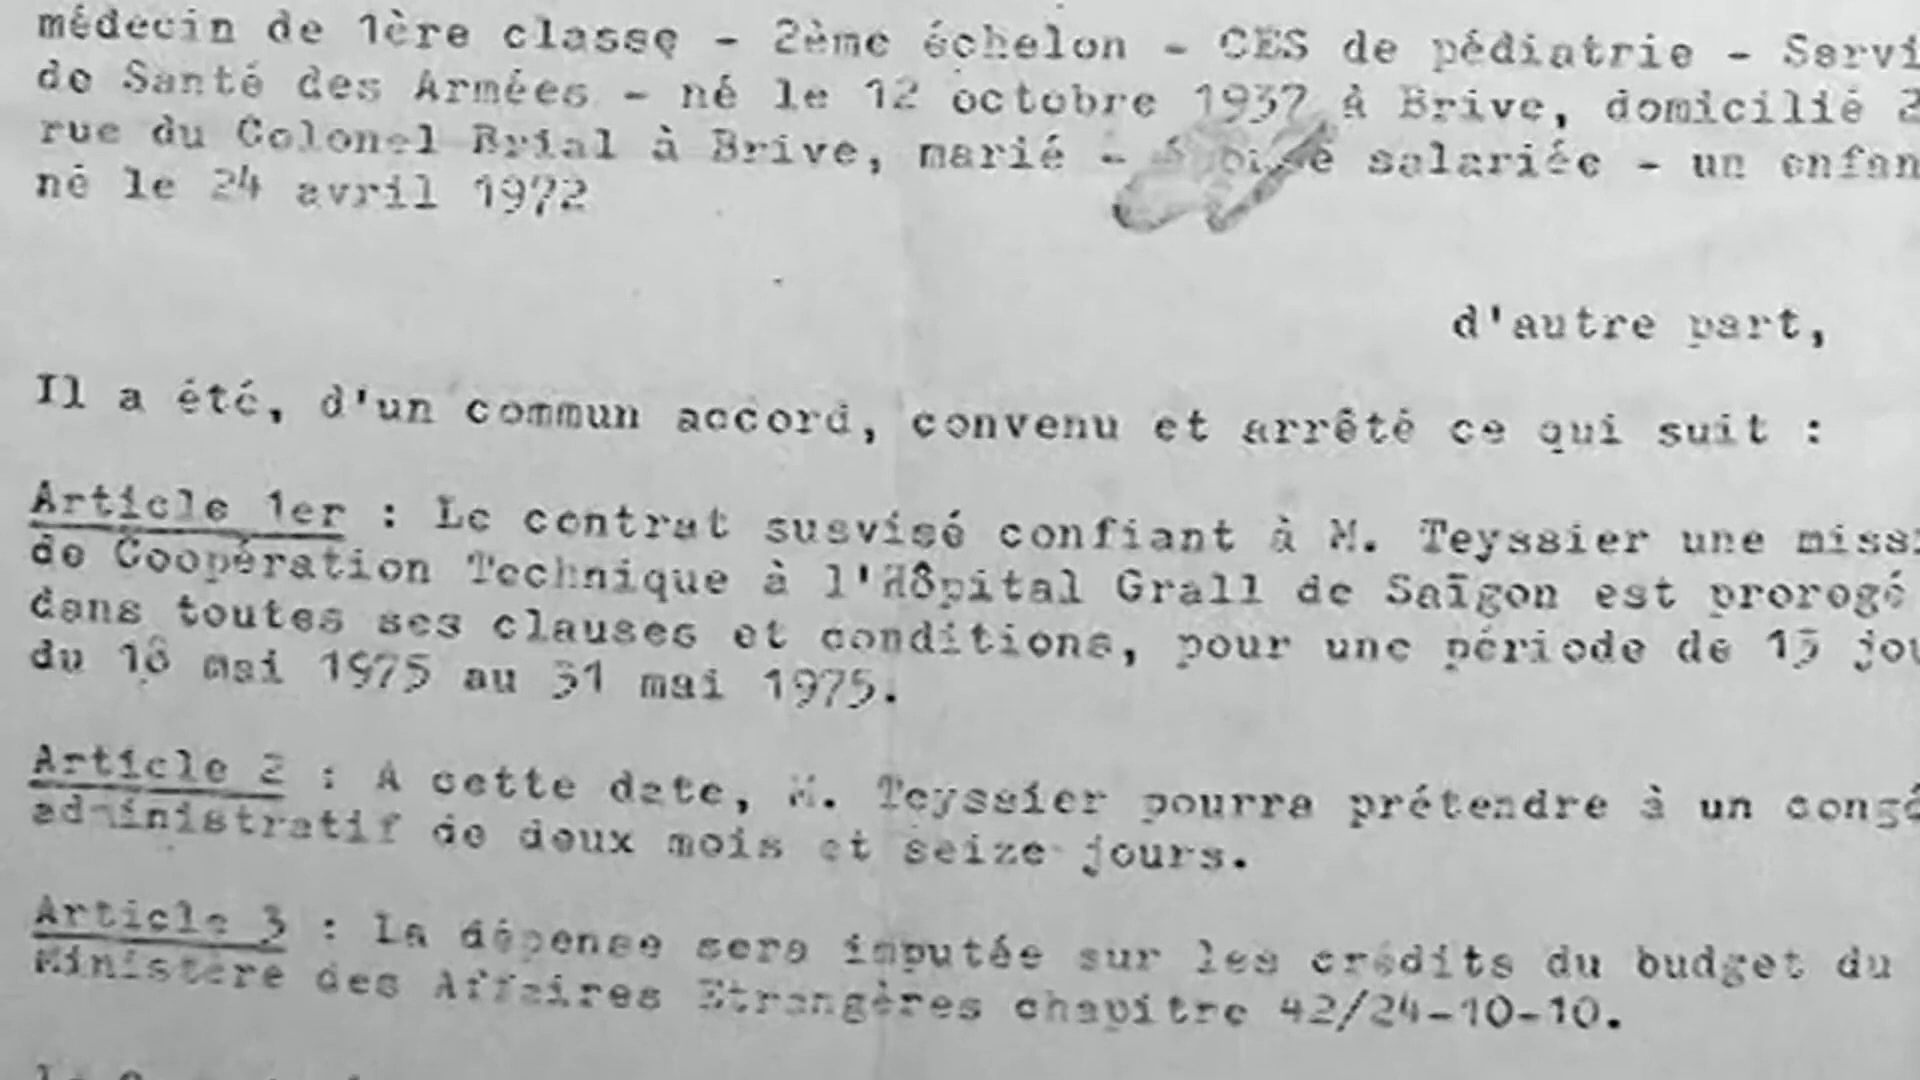 médecin de 1ère classe - 2ème échelon - CES de pédiatrie - Servi
de Santé des Armées - né le 12 octobre 1937 à Brive, domicilié 2
rue du Colonel Brial à Brive, marié - salariée - un enfan
né le 24 avril 1972
d'autre part,
Il a été, d'un commun accord, convenu et arrêté ce qui suit :
Article 1er : Le contrat susvisé confiant à M. Teyssier une miss
de Coopération Technique à l'Hôpital Grall de Saïgon est prorogé
dans toutes ses clauses et conditions, pour une période de 15 jou
du 16 mai 1975 au 31 mai 1975.
Article 2 : A cette date, M. Teyssier pourra prétendre à un congé
administratif de deux mois et seize jours.
Article 3 : La dépense sera imputée sur les crédits du budget du
Ministère des Affaires Etrangères chapitre 42/24-10-10.